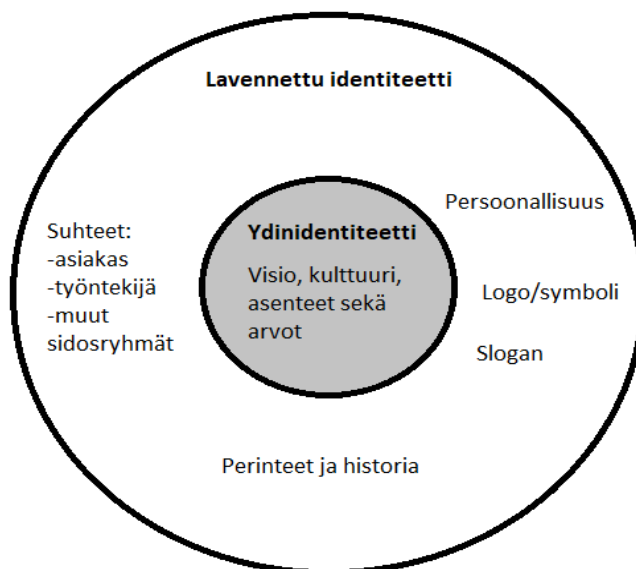 Lavennettu identiteetti
Persoonallisuus
Suhteet:
-asiakas
-työntekijä
-muut
sidosryhmät
Ydinidentiteetti
Visio, kulttuuri,
asenteet sekä
arvot
Logo/symboli
Slogan
Perinteet ja historia